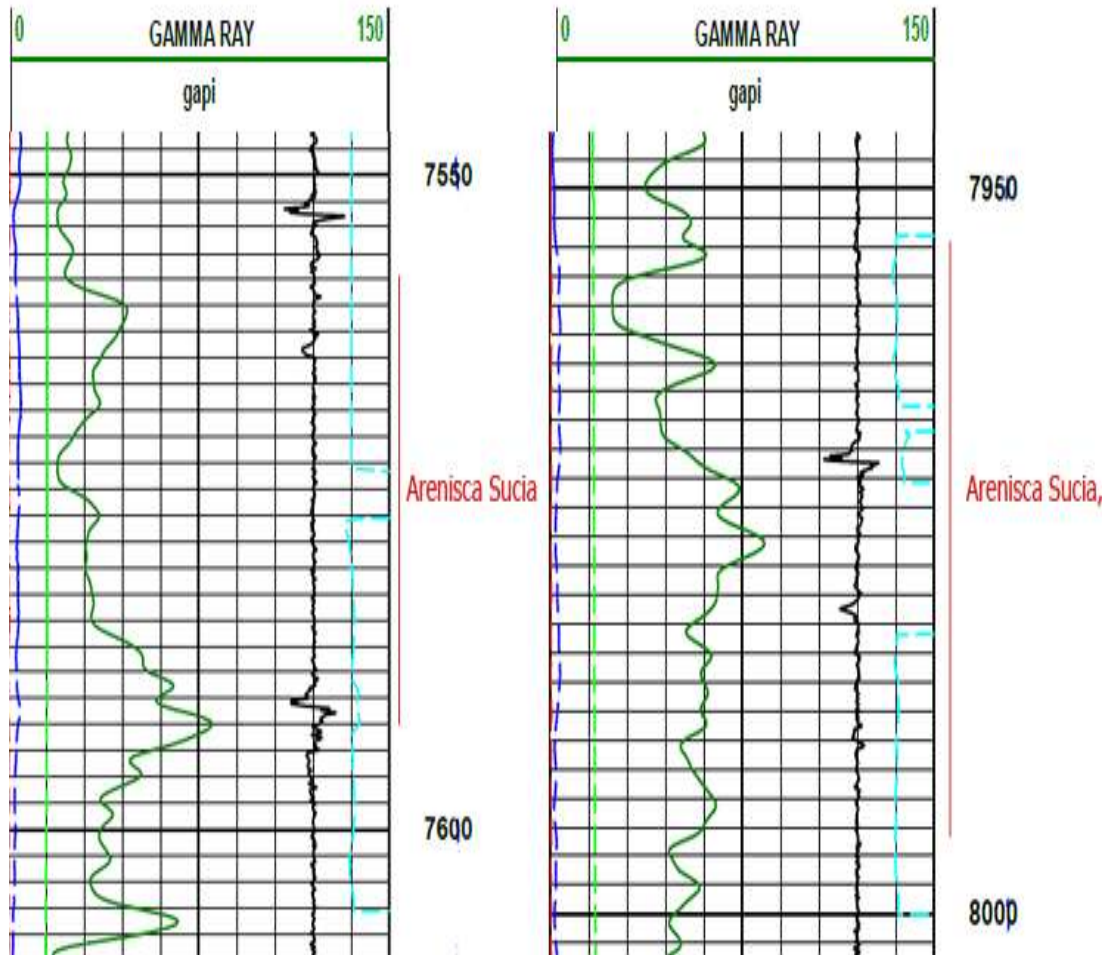 0 GAMMA RAY 150
gapi
7550
Arenisca Sucia
7600
0 GAMMA RAY 150
gapi
7950
Arenisca Sucia,
8000